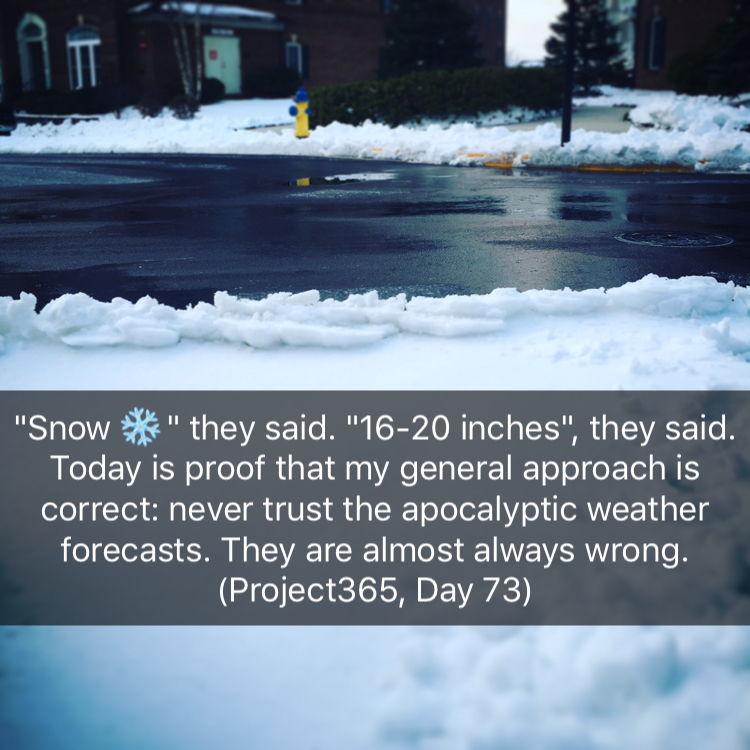 "Snow ❄️" they said. "16-20 inches", they said.
Today is proof that my general approach is
correct: never trust the apocalyptic weather
forecasts. They are almost always wrong.
(Project365, Day 73)